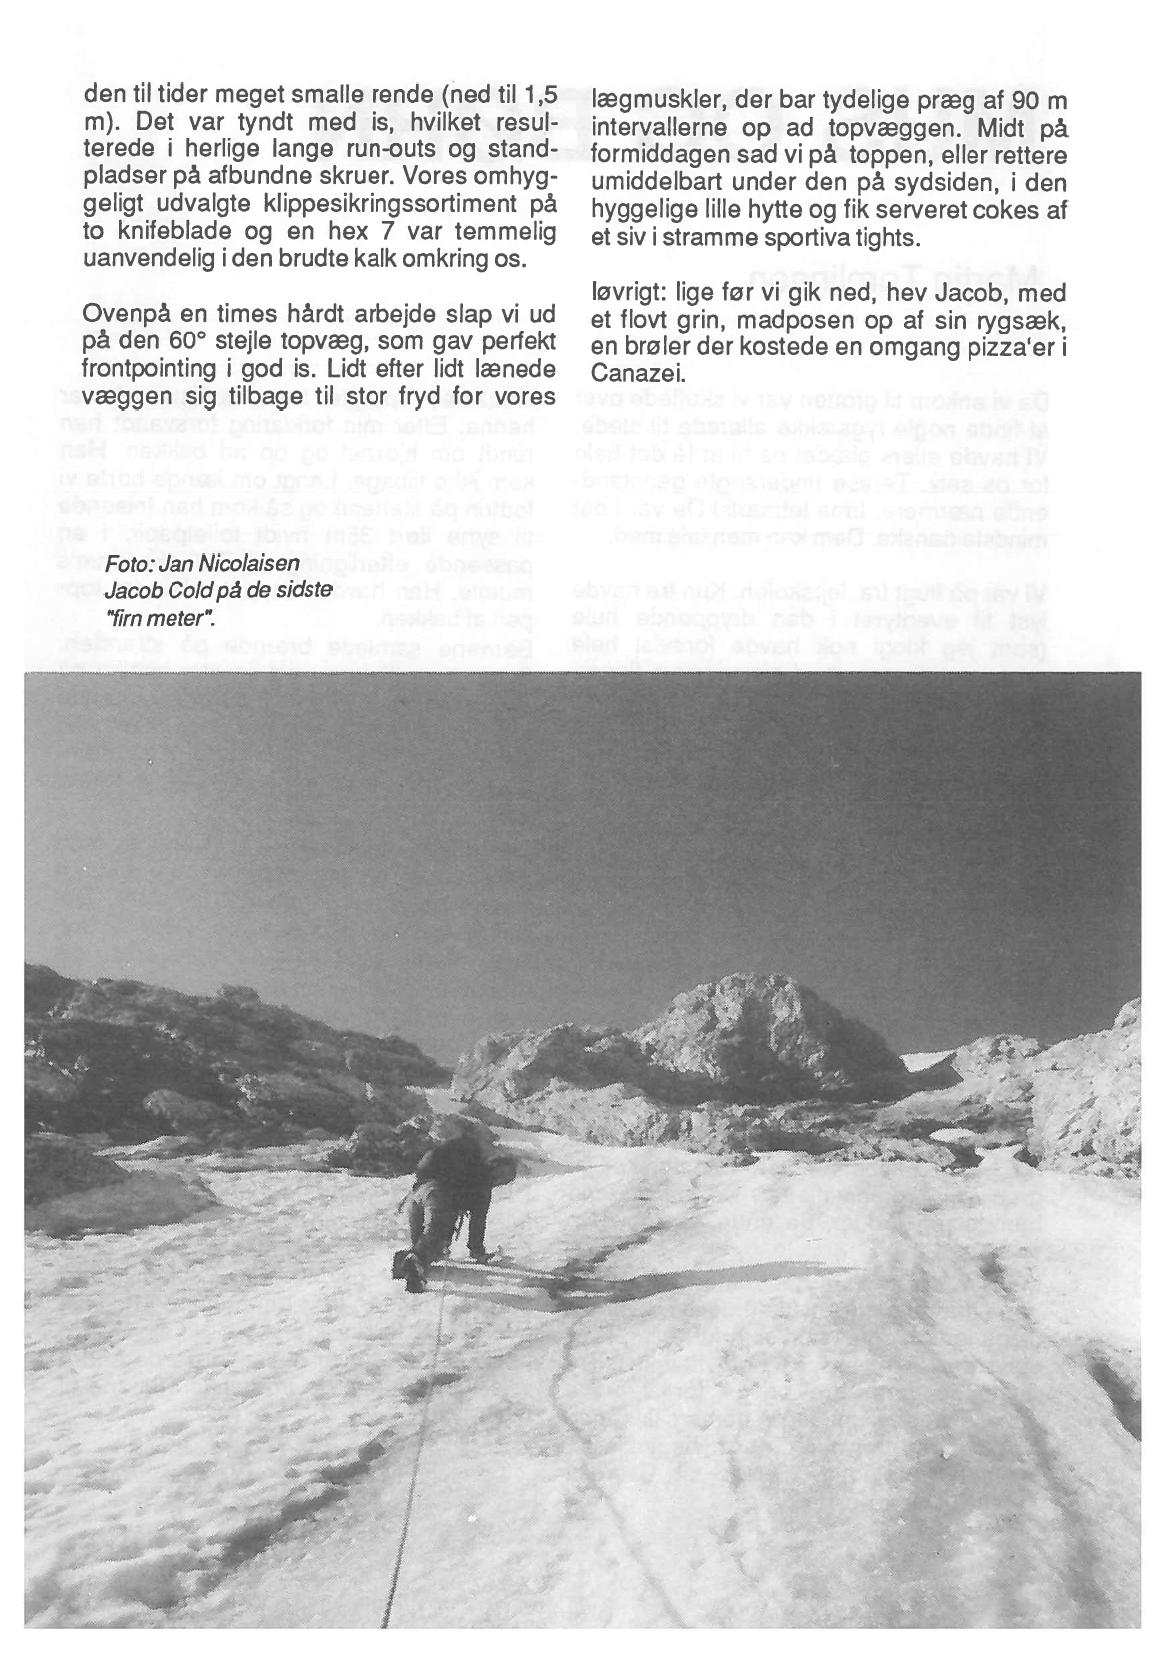 den til tider meget smalle rende (ned til 1,5
m). Det var tyndt med is, hvilket resul-
terede i herlige lange run-outs og stand-
pladser på afbundne skruer. Vores omhyg-
geligt udvalgte klippesikringssortiment på
to knifeblade og en hex 7 var temmelig
uanvendelig i den brudte kalk omkring os.
Ovenpå en times hårdt arbejde slap vi ud
på den 60° stejle topvæg, som gav perfekt
frontpointing i god is. Lidt efter lidt lænede
væggen sig tilbage til stor fryd for vores
lægmuskler, der bar tydelige præg af 90 m
intervallerne op ad topvæggen. Midt på
formiddagen sad vi på toppen, eller rettere
umiddelbart under den på sydsiden, i den
hyggelige lille hytte og fik serveret cokes af
et siv i stramme sportiva tights.
Iøvrigt: lige før vi gik ned, hev Jacob, med
et flovt grin, madposen op af sin rygsæk,
en brøler der kostede en omgang pizza'er i
Canazei.
Foto: Jan Nicolaisen
Jacob Cold på de sidste
"firn meter".